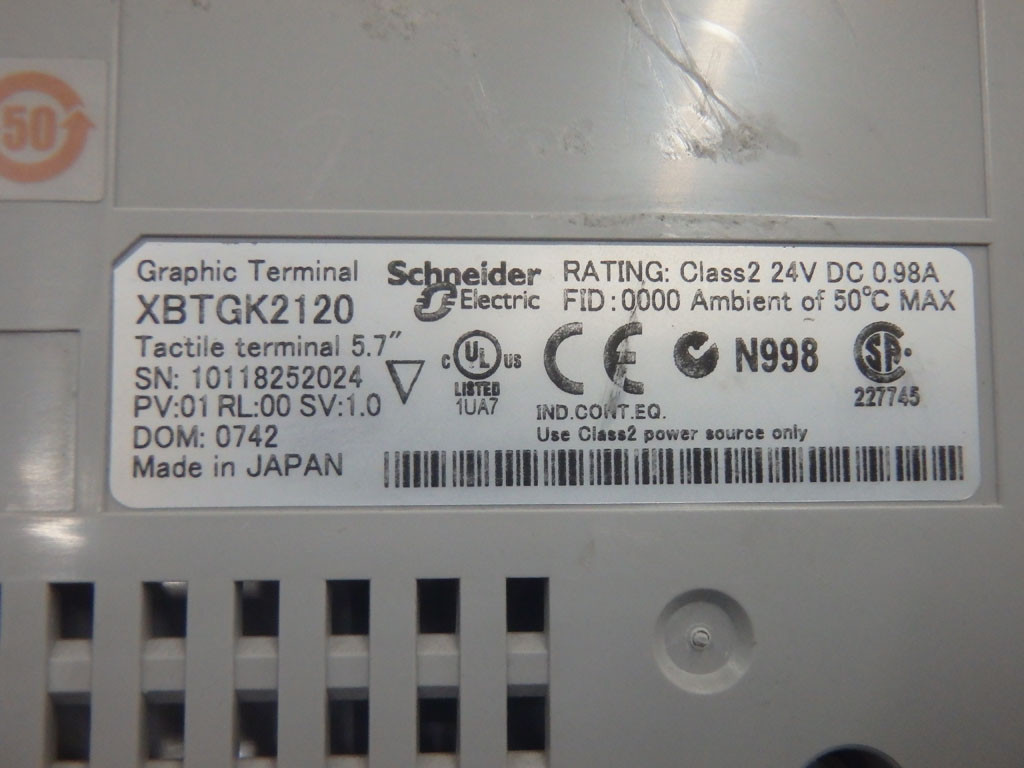 50
Graphic Terminal
XBTGK2120
Tactile terminal 5.7″
SN: 10118252024
PV:01 RL:00 SV:1.0
DOM: 0742
Made in JAPAN
Schneider
Electric
RATING: Class2 24V DC 0.98A
FID:0000 Ambient of 50°C MAX
C UL US
LISTED
1UA7
CE
N998
SA
227745
IND.CONT.EQ.
Use Class2 power source only